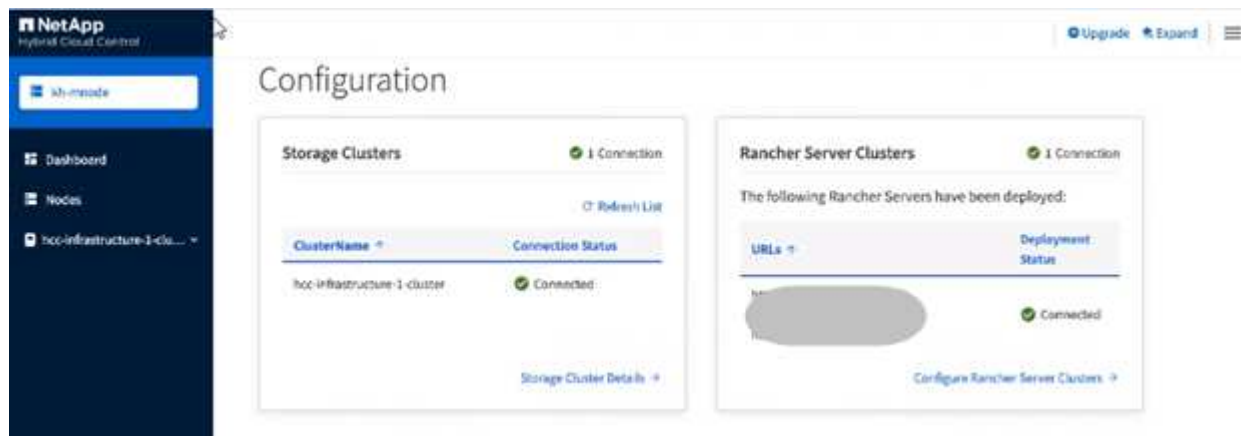 NetApp
Hybrid Cloud Control
Upgrade Expand
kh-mnode
Configuration
Dashboard
Nodes
hcc-infrastructure-1-clu...
Storage Clusters
1 Connection
Refresh List
ClusterName
Connection Status
hcc-infrastructure-1-cluster
Connected
Storage Cluster Details
Rancher Server Clusters
1 Connection
The following Rancher Servers have been deployed:
URLs
Deployment
Status
Connected
Configure Rancher Server Clusters